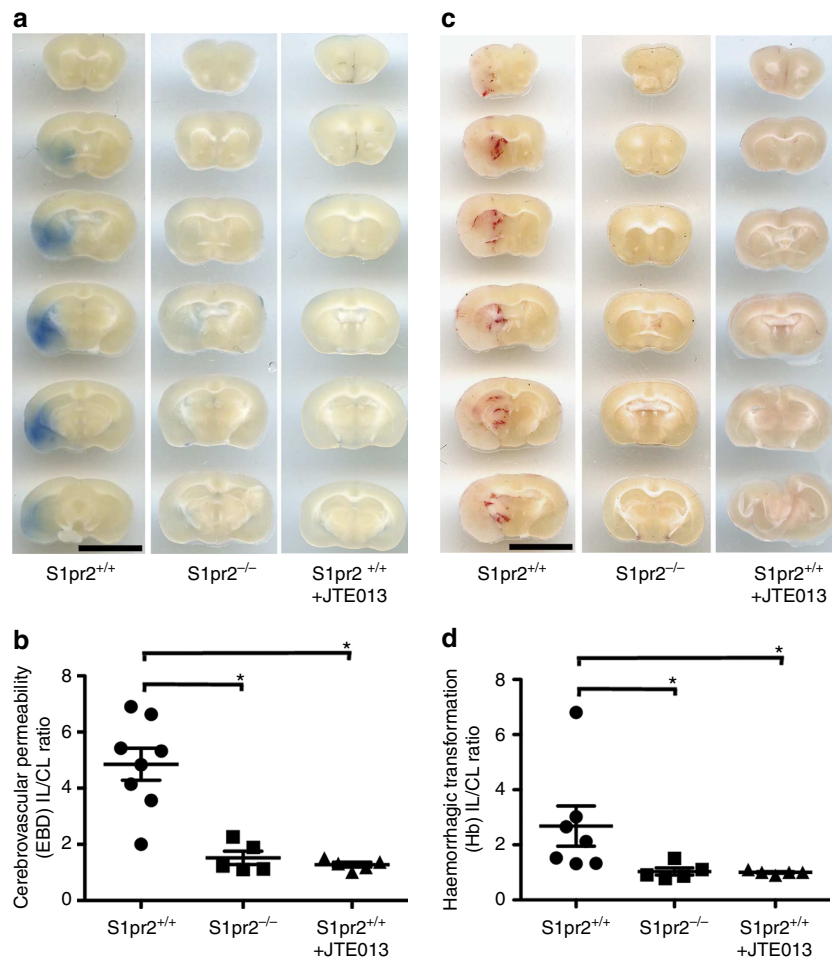 a
c
S1pr2+/+
S1pr2−/−
S1pr2 +/+
+JTE013
S1pr2+/+
S1pr2−/−
S1pr2+/+
+JTE013
b
Cerebrovascular permeability
(EBD) IL/CL ratio
8
6
4
2
0
*
*
S1pr2+/+
S1pr2−/−
S1pr2+/+
+JTE013
d
Haemorrhagic transformation
(Hb) IL/CL ratio
8
6
4
2
0
*
*
S1pr2+/+
S1pr2−/−
S1pr2+/+
+JTE013